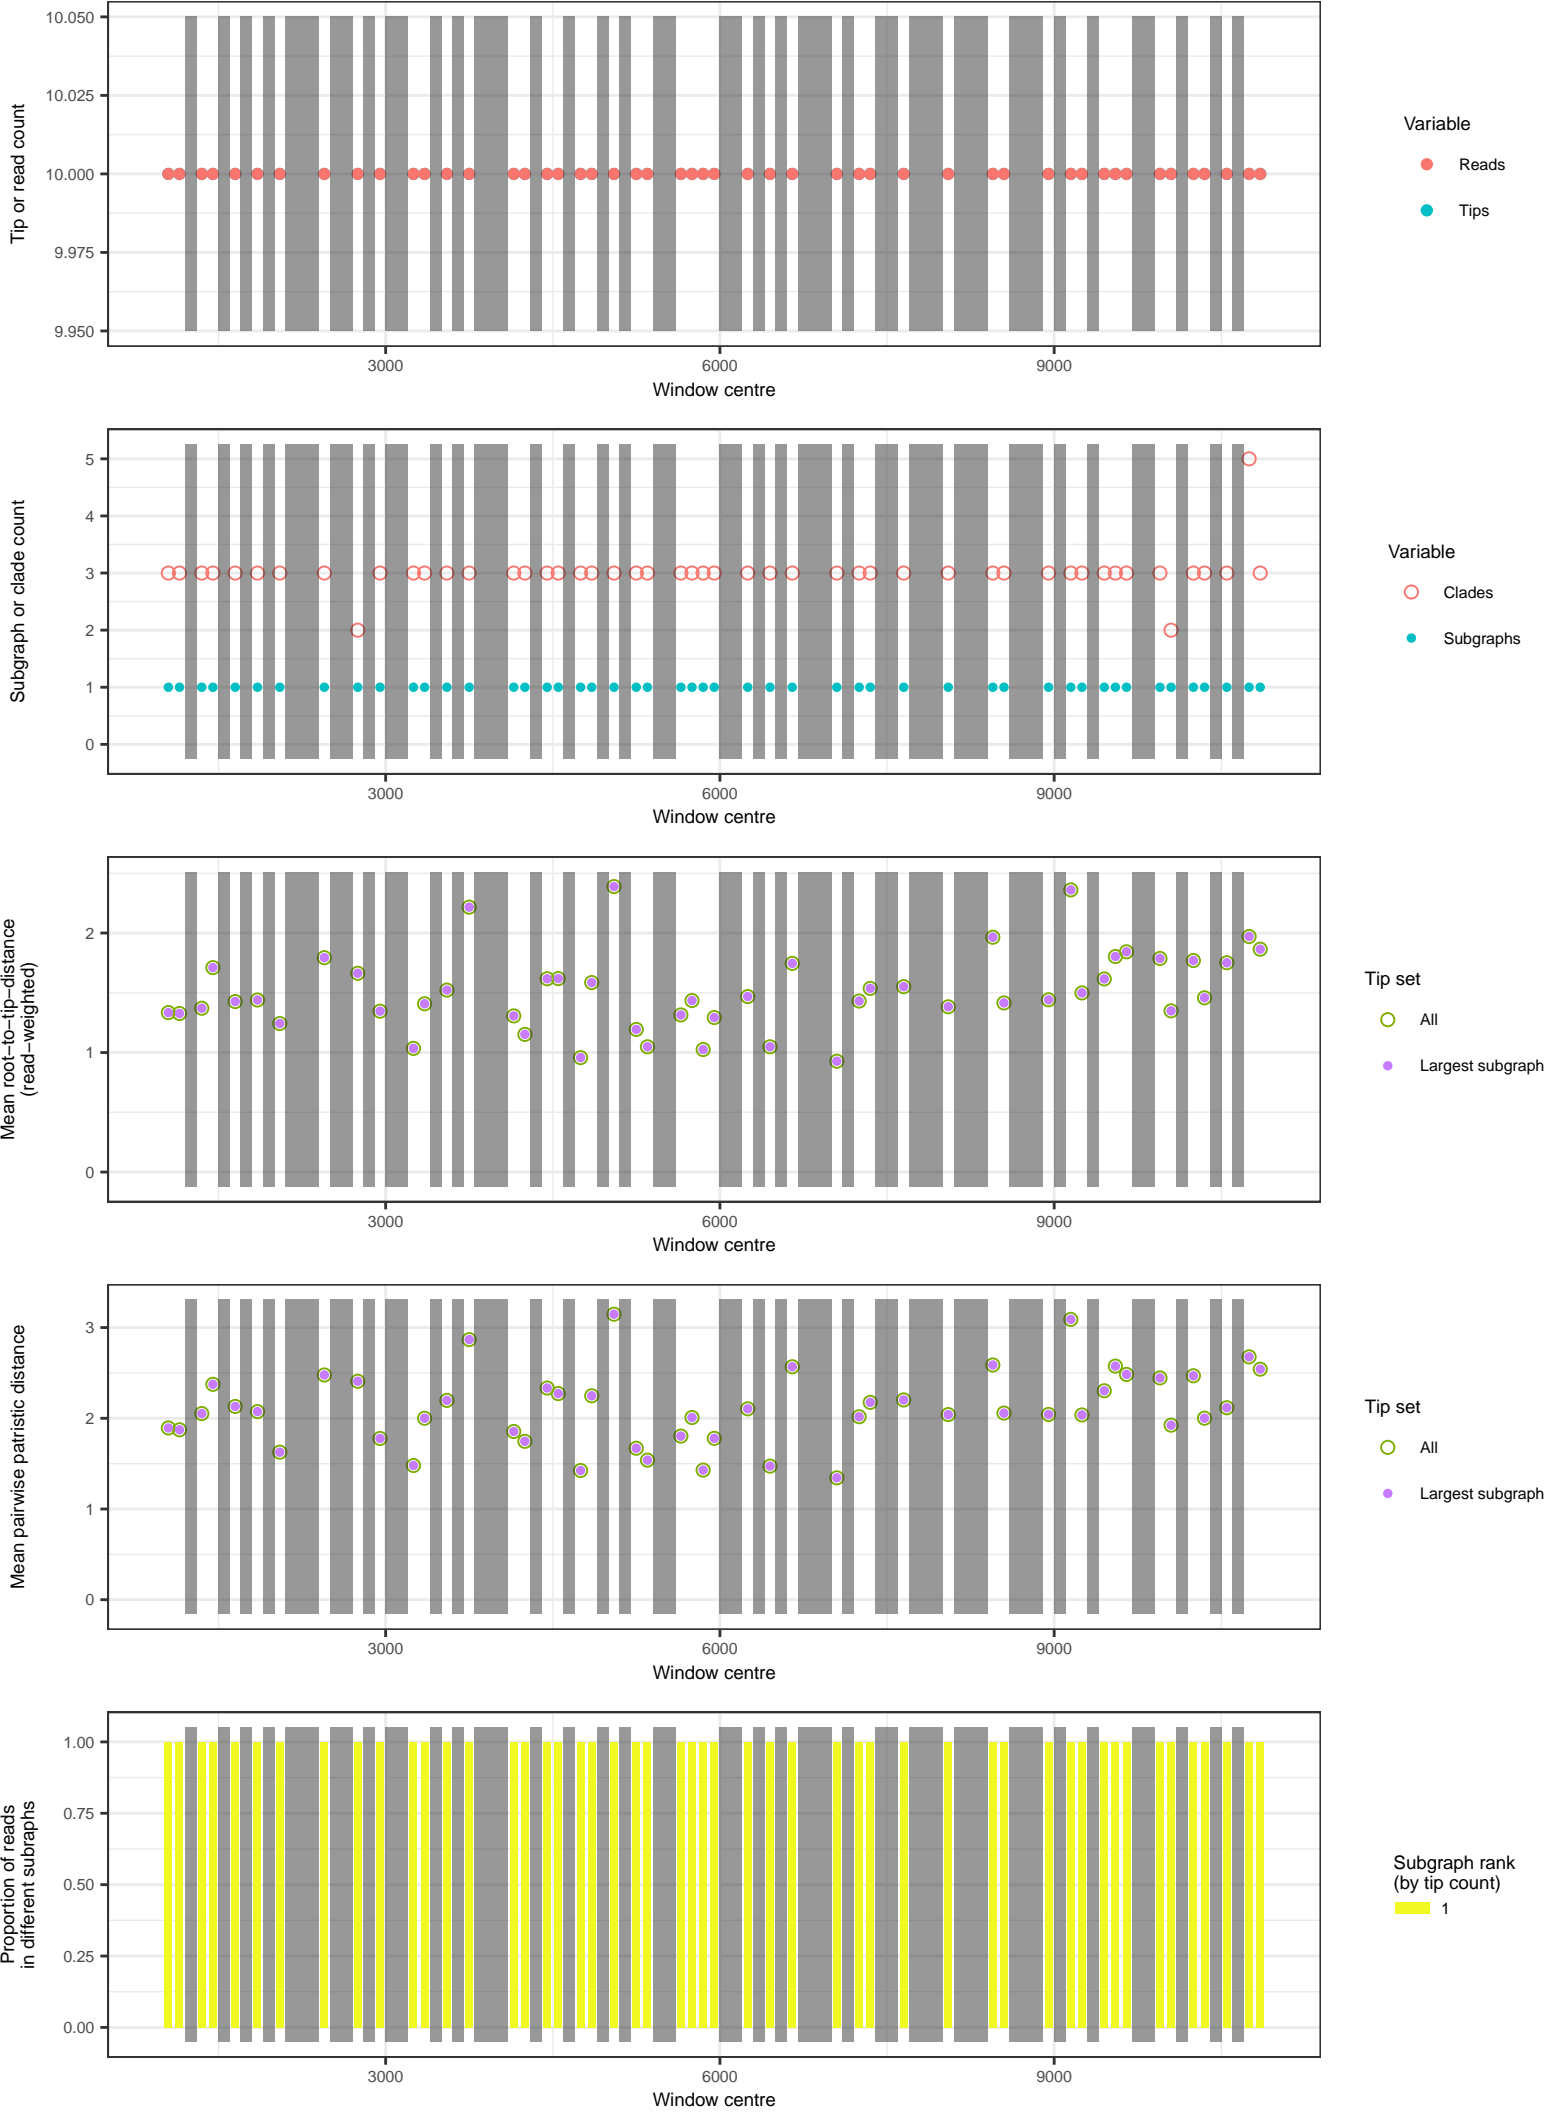 10.050
10.025
10.000
9.975
9.950
Tip or read count
3000
6000
9000
Window centre
Variable
Reads
Tips
5
4
3
2
1
0
Subgraph or clade count
3000
6000
9000
Window centre
Variable
Clades
Subgraphs
2
1
0
Mean root−to−tip−distance
(read−weighted)
3000
6000
9000
Window centre
Tip set
All
Largest subgraph
3
2
1
0
Mean pairwise patristic distance
3000
6000
9000
Window centre
Tip set
All
Largest subgraph
1.00
0.75
0.50
0.25
0.00
Proportion of reads
in different subraphs
3000
6000
9000
Window centre
Subgraph rank
(by tip count)
1